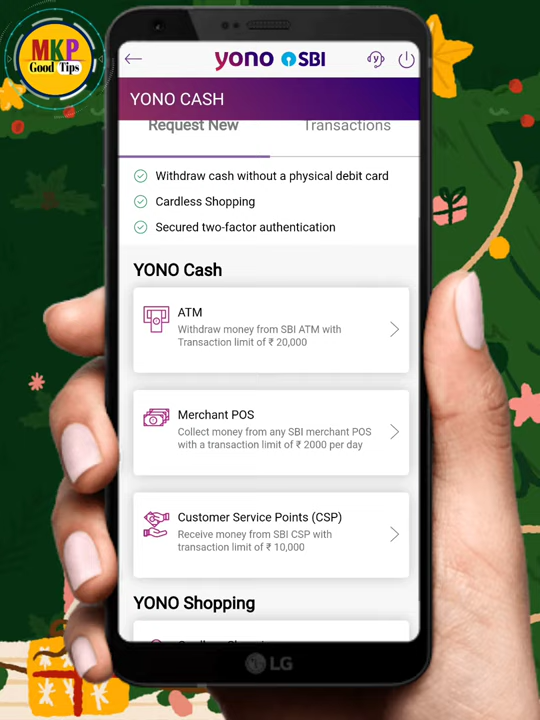 MKP
Good Tips
yono SBI
y
YONO CASH
Request New
Transactions
Withdraw cash without a physical debit card
Cardless Shopping
Secured two-factor authentication
YONO Cash
ATM
Withdraw money from SBI ATM with
Transaction limit of ₹ 20,000
Merchant POS
Collect money from any SBI merchant POS
with a transaction limit of ₹ 2000 per day
Customer Service Points (CSP)
Receive money from SBI CSP with
transaction limit of ₹ 10,000
YONO Shopping
LG